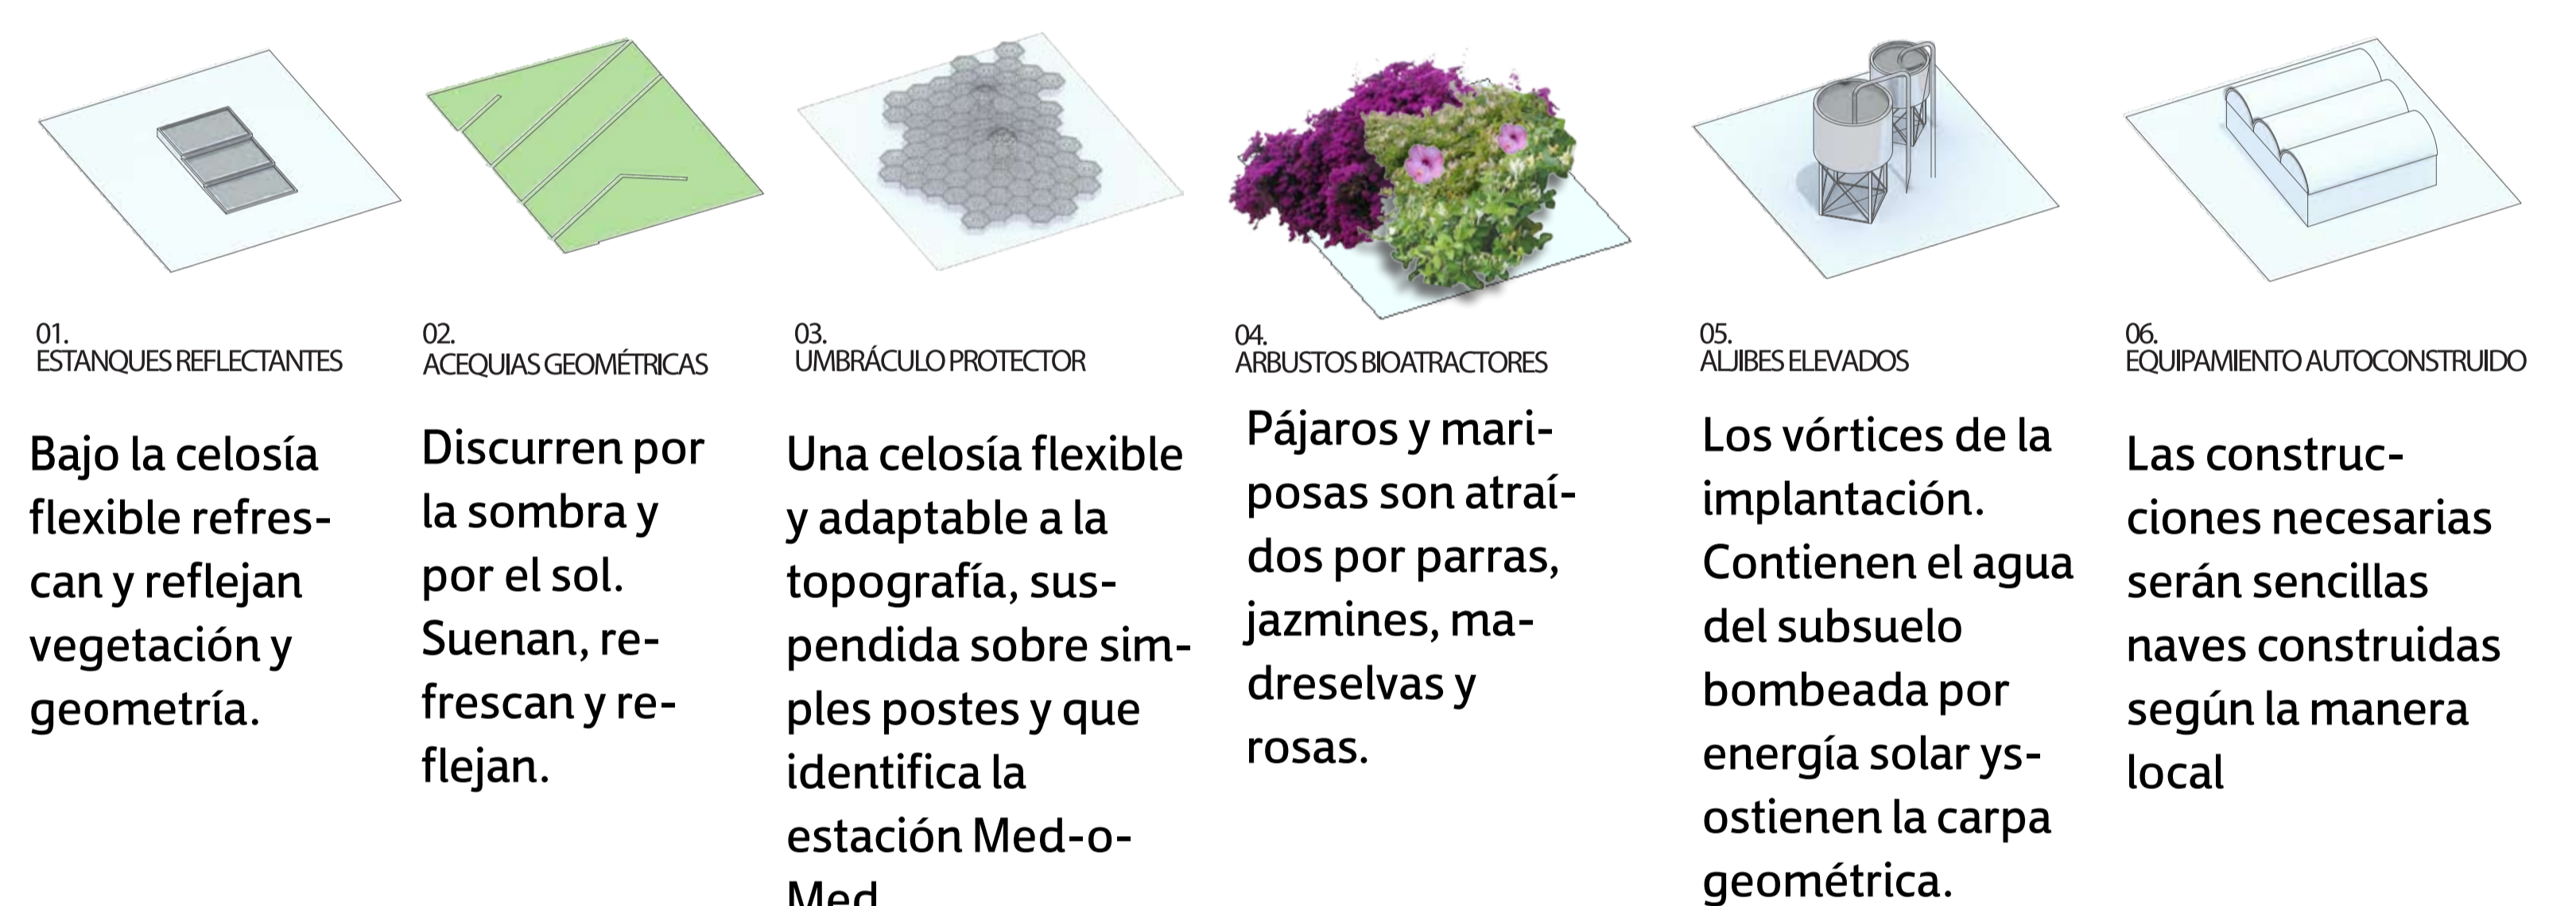 01.
ESTANQUES REFLECTANTES
Bajo la celosía
flexible refres-
can y reflejan
vegetación y
geometría.
02.
ACEQUIAS GEOMÉTRICAS
Discurren por
la sombra y
por el sol.
Suenan, re-
frescan y re-
flejan.
03.
UMBRÁCULO PROTECTOR
Una celosía flexible
y adaptable a la
topografía, sus-
pendida sobre sim-
ples postes y que
identifica la
estación Med-o-
Med
04.
ARBUSTOS BIOATRACTORES
Pájaros y mari-
posas son atraí-
dos por parras,
jazmines, ma-
dreselvas y
rosas.
05.
ALJIBES ELEVADOS
Los vórtices de la
implantación.
Contienen el agua
del subsuelo
bombeada por
energía solar ys-
ostienen la carpa
geométrica.
06.
EQUIPAMIENTO AUTOCONSTRUIDO
Las construc-
ciones necesarias
serán sencillas
naves construidas
según la manera
local